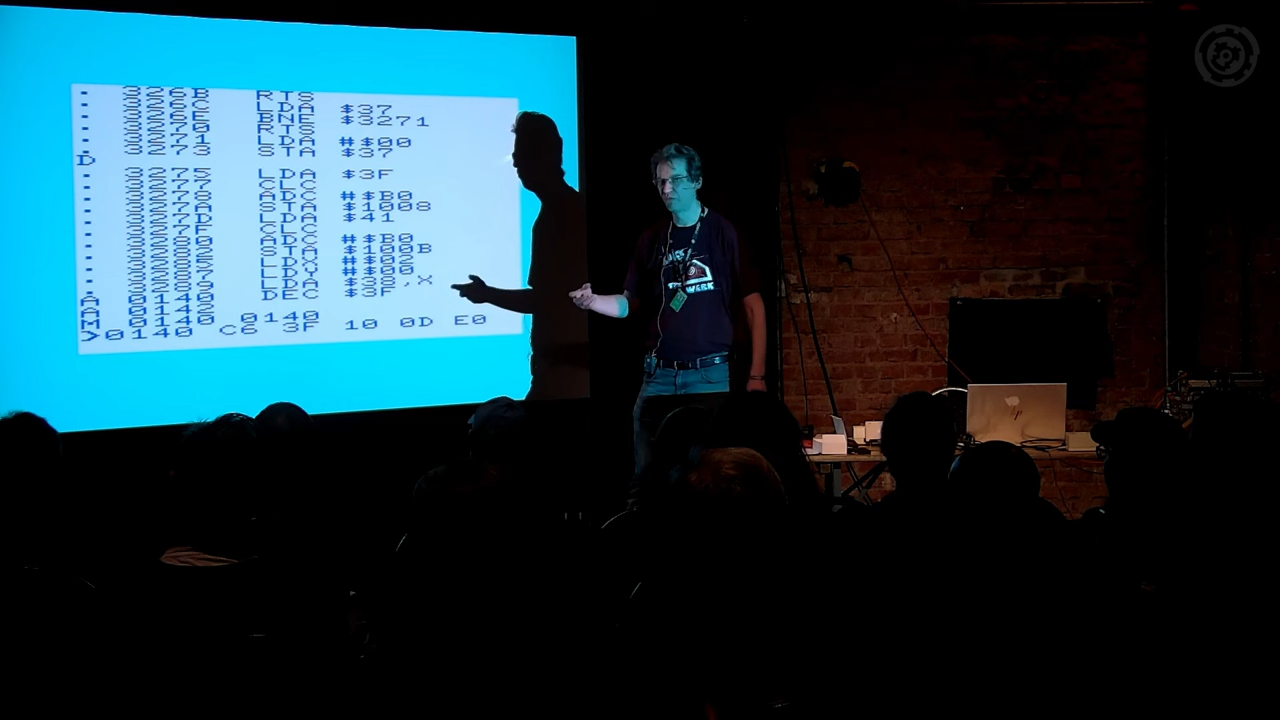 . 326B RTS
. 326C LDA $37
. 326E BNE $3271
. 3270 RTS
. 3271 LDA #$00
. 3273 STA $37
D
. 3275 LDA $3F
. 3277 CLC
. 3278 ADC #$B0
. 327A STA $1008
. 327D LDA $41
. 327F CLC
. 3280 ADC #$B0
. 3282 STA $100B
. 3285 LDX #$02
. 3287 LDY #$00
. 3289 LDA $38,X
A 0140 DEC $3F
A 0142
M 0140 0140
>0140 C6 3F 10 0D E0